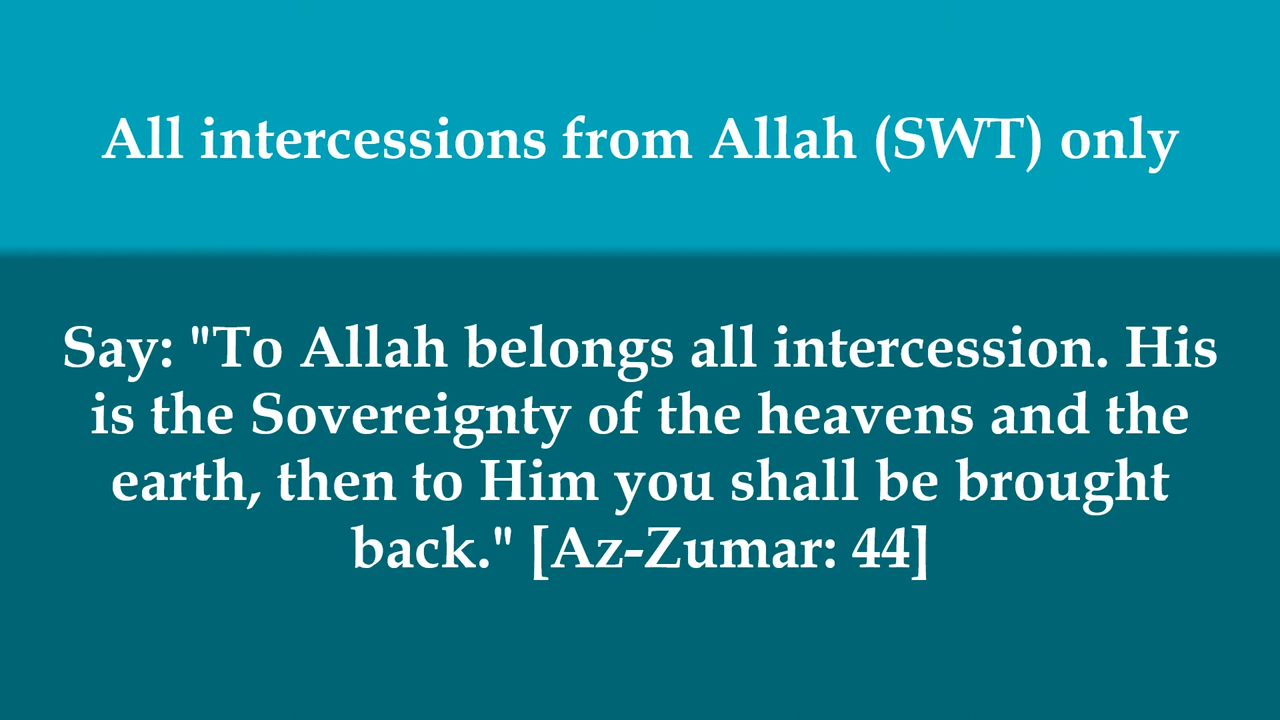 All intercessions from Allah (SWT) only
Say: "To Allah belongs all intercession. His
is the Sovereignty of the heavens and the
earth, then to Him you shall be brought
back." [Az-Zumar: 44]